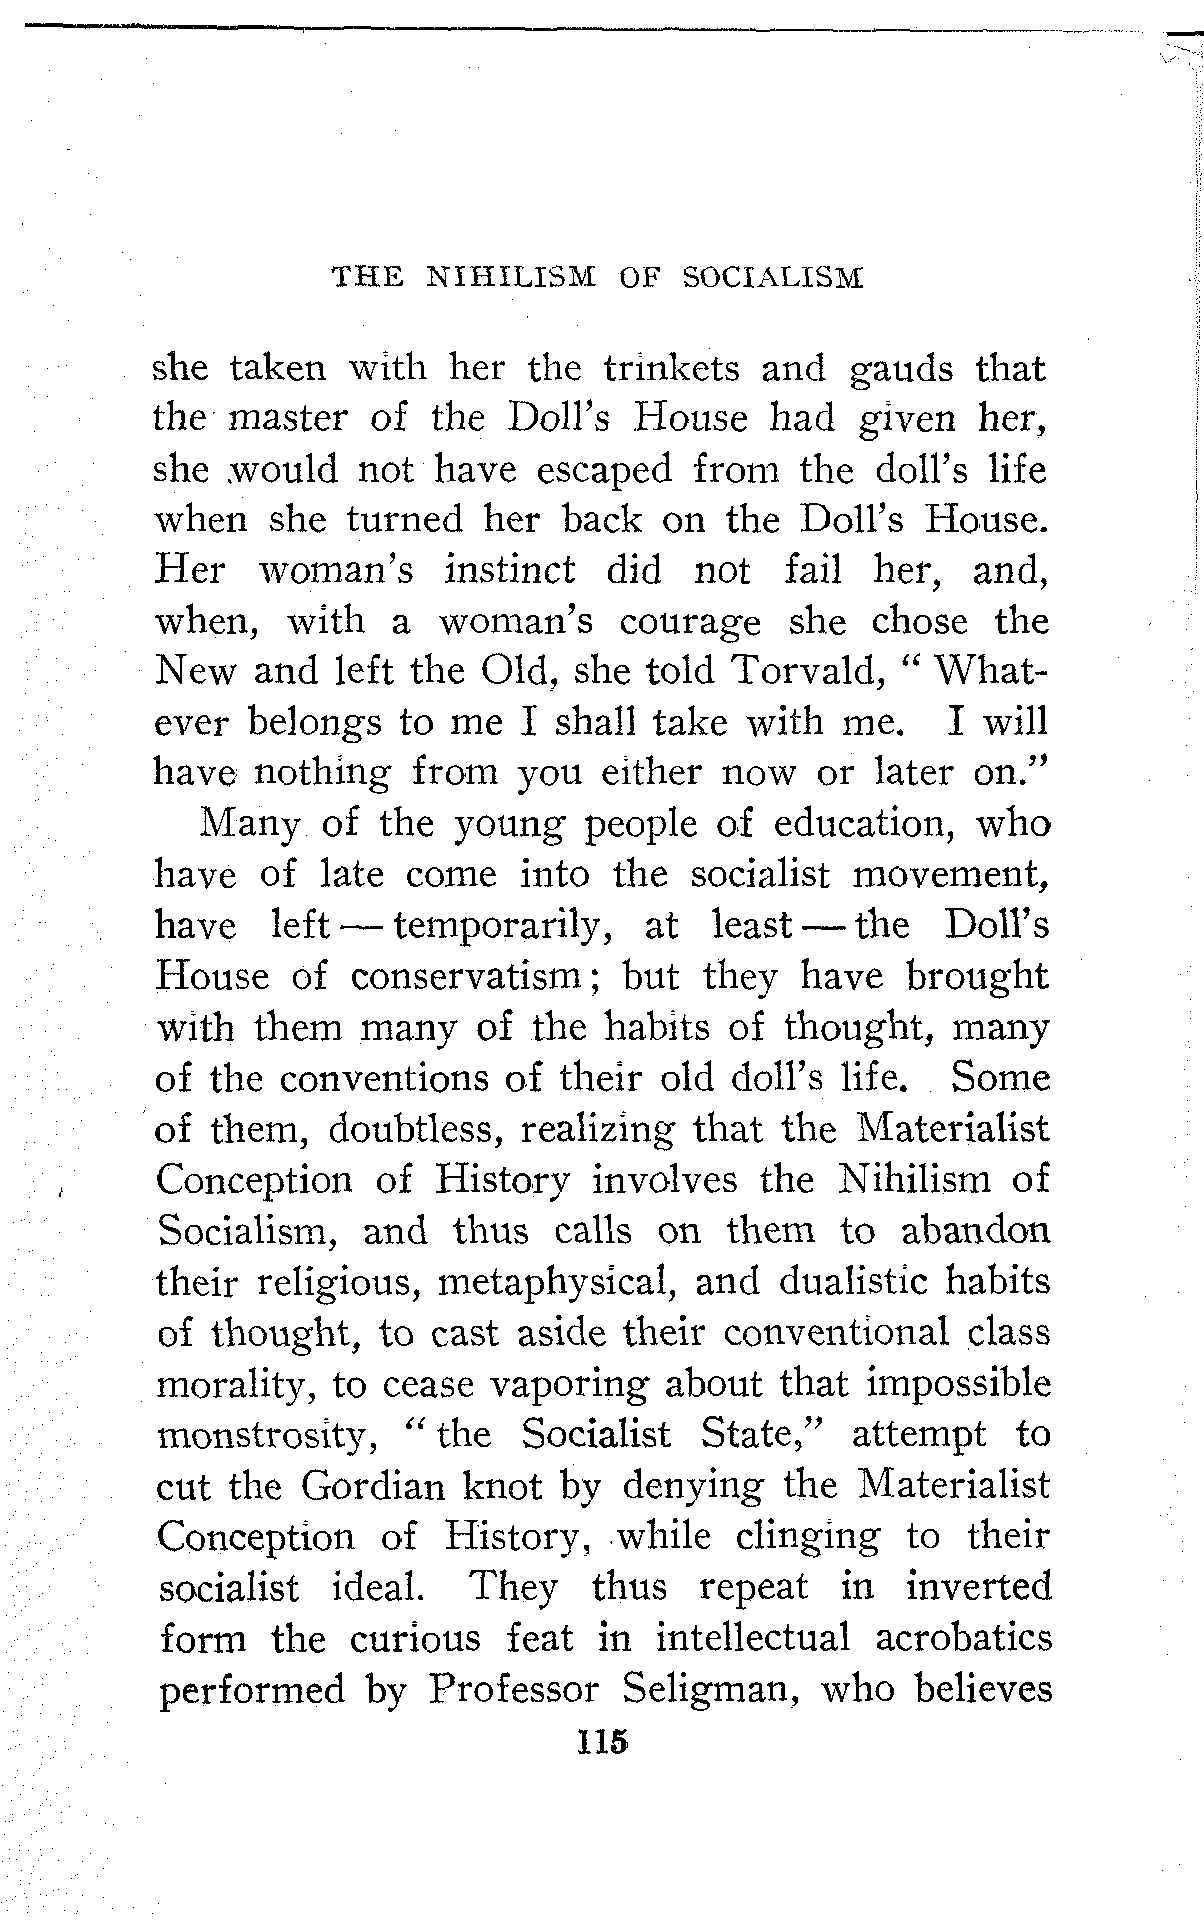 THE NIHILISM OF SOCIALISM
she taken with her the trinkets and gauds that
the master of the Doll's House had given her,
she would not have escaped from the doll's life
when she turned her back on the Doll's House.
Her woman's instinct did not fail her, and,
when, with a woman's courage she chose the
New and left the Old, she told Torvald, “ What-
ever belongs to me I shall take with me. I will
have nothing from you either now or later on.”
Many of the young people of education, who
have of late come into the socialist movement,
have left — temporarily, at least — the Doll's
House of conservatism; but they have brought
with them many of the habits of thought, many
of the conventions of their old doll's life. Some
of them, doubtless, realizing that the Materialist
Conception of History involves the Nihilism of
Socialism, and thus calls on them to abandon
their religious, metaphysical, and dualistic habits
of thought, to cast aside their conventional class
morality, to cease vaporing about that impossible
monstrosity, “ the Socialist State,” attempt to
cut the Gordian knot by denying the Materialist
Conception of History, while clinging to their
socialist ideal. They thus repeat in inverted
form the curious feat in intellectual acrobatics
performed by Professor Seligman, who believes
115